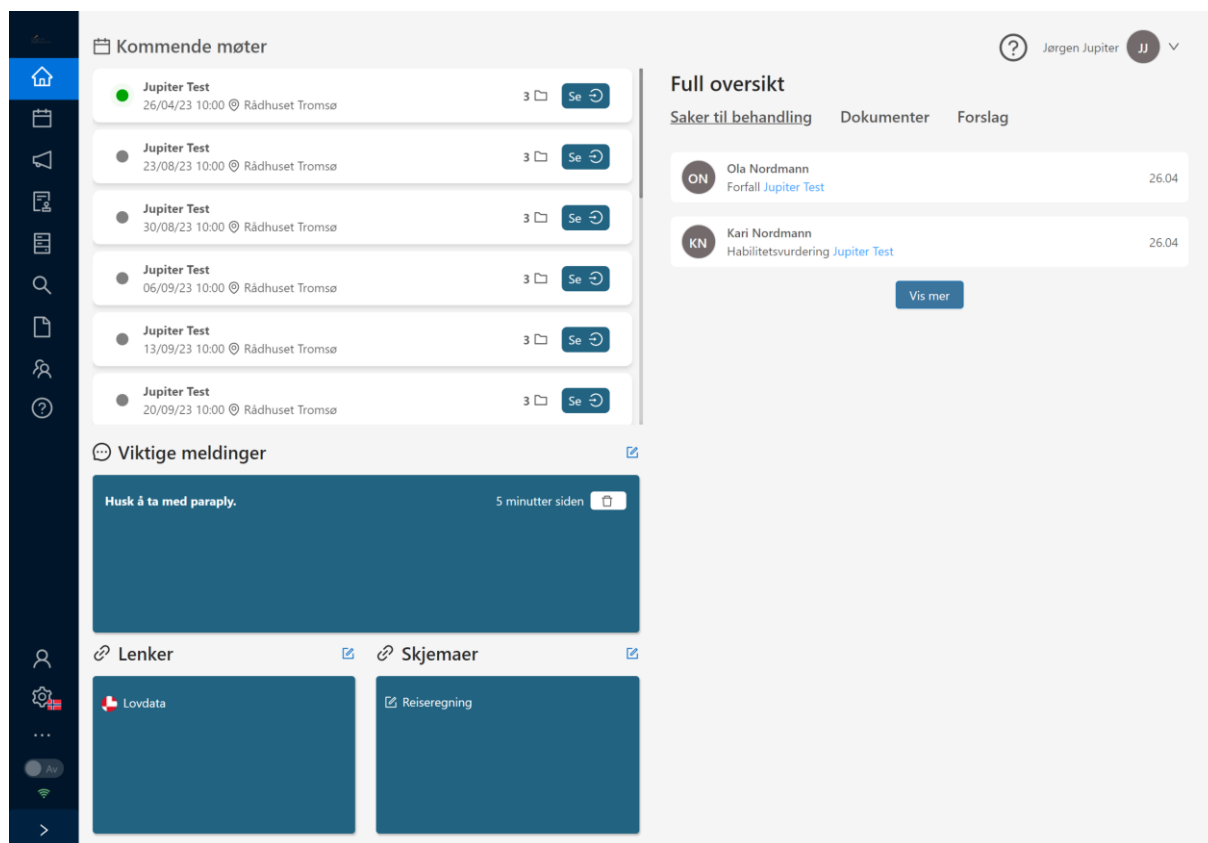 Kommende møter
Jørgen Jupiter JJ
Jupiter Test
26/04/23 10:00 Rådhuset Tromsø
3
Se
Jupiter Test
23/08/23 10:00 Rådhuset Tromsø
3
Se
Jupiter Test
30/08/23 10:00 Rådhuset Tromsø
3
Se
Jupiter Test
06/09/23 10:00 Rådhuset Tromsø
3
Se
Jupiter Test
13/09/23 10:00 Rådhuset Tromsø
3
Se
Jupiter Test
20/09/23 10:00 Rådhuset Tromsø
3
Se
Full oversikt
Saker til behandling Dokumenter Forslag
ON
Ola Nordmann
Forfall Jupiter Test
26.04
KN
Kari Nordmann
Habilitetsvurdering Jupiter Test
26.04
Vis mer
Viktige meldinger
Husk å ta med paraply. 5 minutter siden
Lenker
Lovdata
Skjemaer
Reiseregning
Av